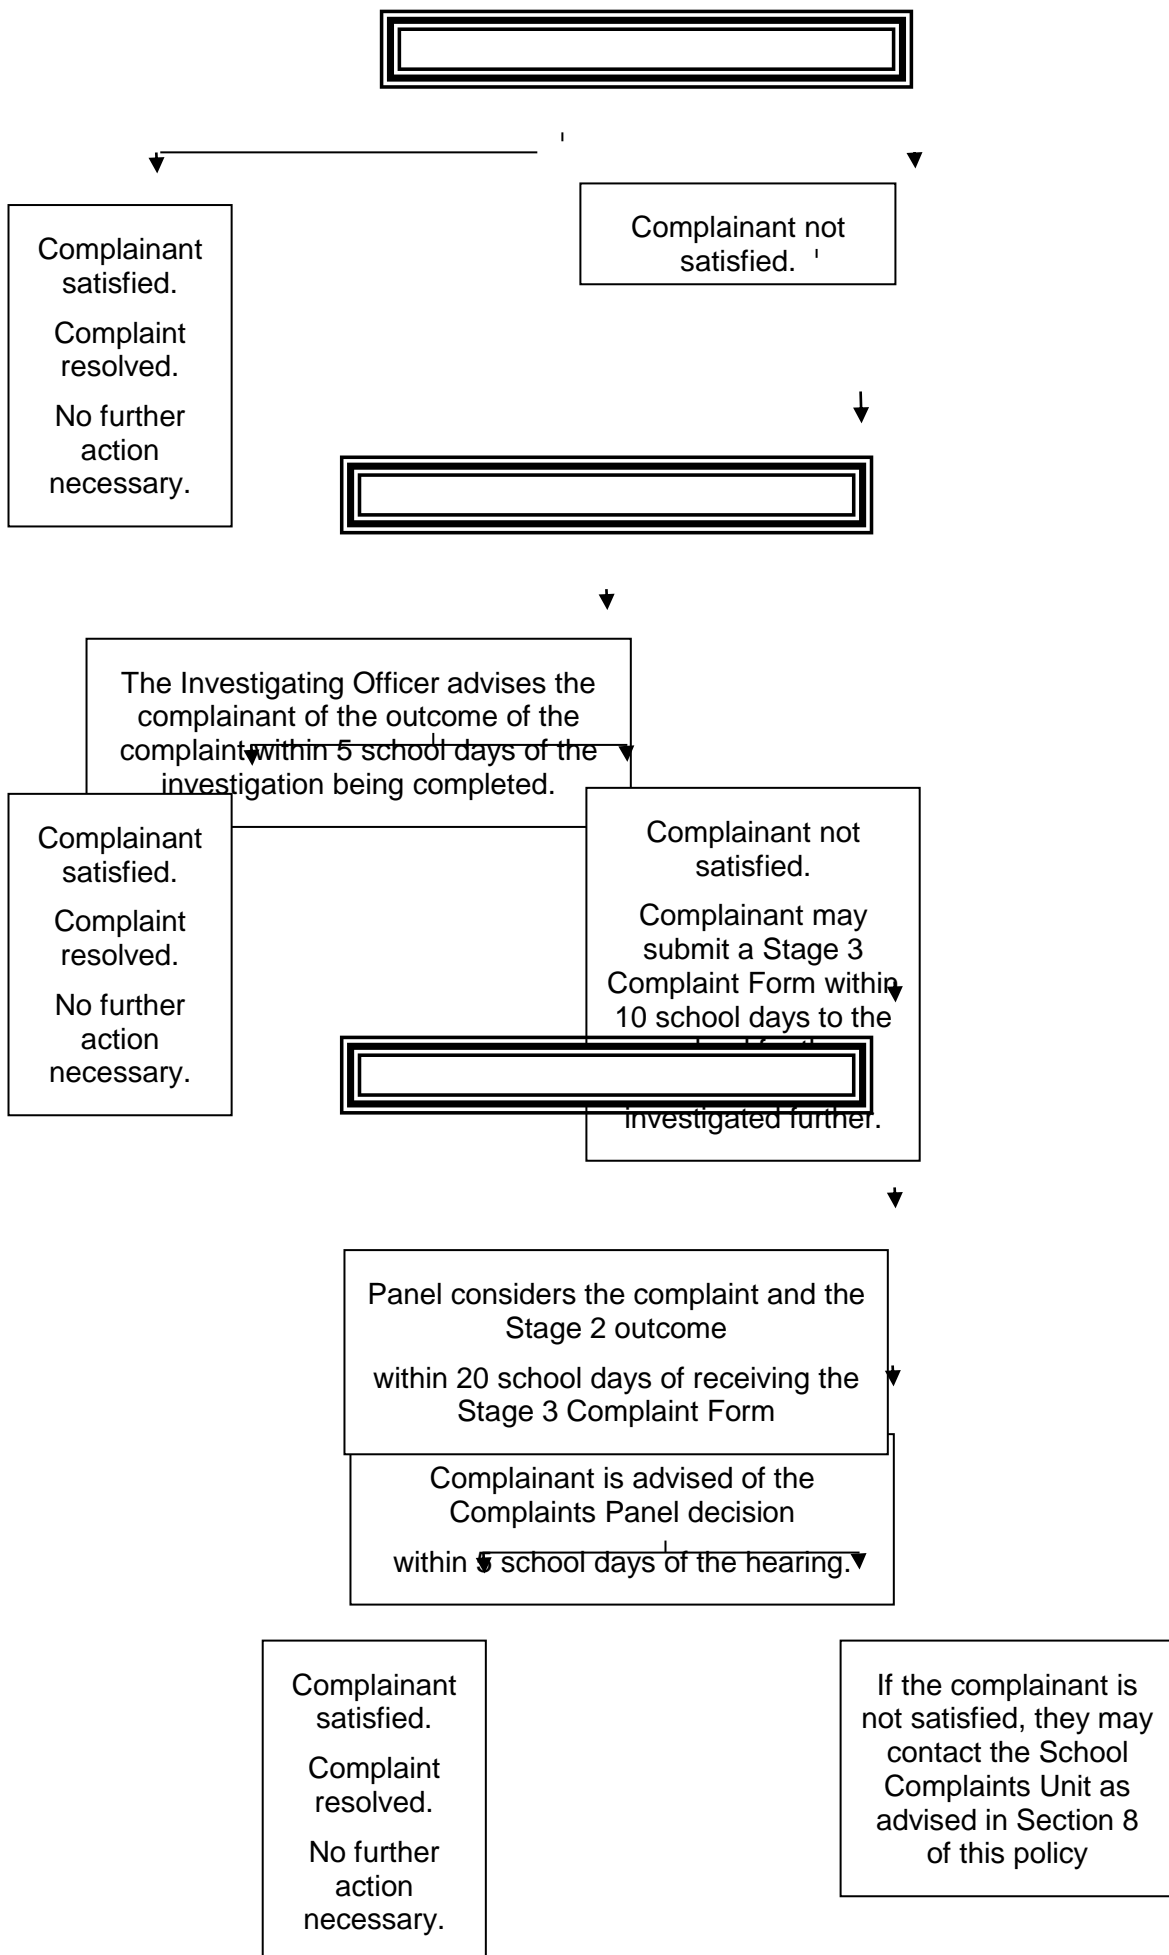 Complainant
satisfied.
Complaint
resolved.
No further
action
necessary.
Complainant not
satisfied.
The Investigating Officer advises the
complainant of the outcome of the
complaint within 5 school days of the
investigation being completed.
Complainant
satisfied.
Complaint
resolved.
No further
action
necessary.
Complainant not
satisfied.
Complainant may
submit a Stage 3
Complaint Form within
10 school days to the
investigated further.
Panel considers the complaint and the
Stage 2 outcome
within 20 school days of receiving the
Stage 3 Complaint Form
Complainant is advised of the
Complaints Panel decision
within 5 school days of the hearing.
Complainant
satisfied.
Complaint
resolved.
No further
action
necessary.
If the complainant is
not satisfied, they may
contact the School
Complaints Unit as
advised in Section 8
of this policy